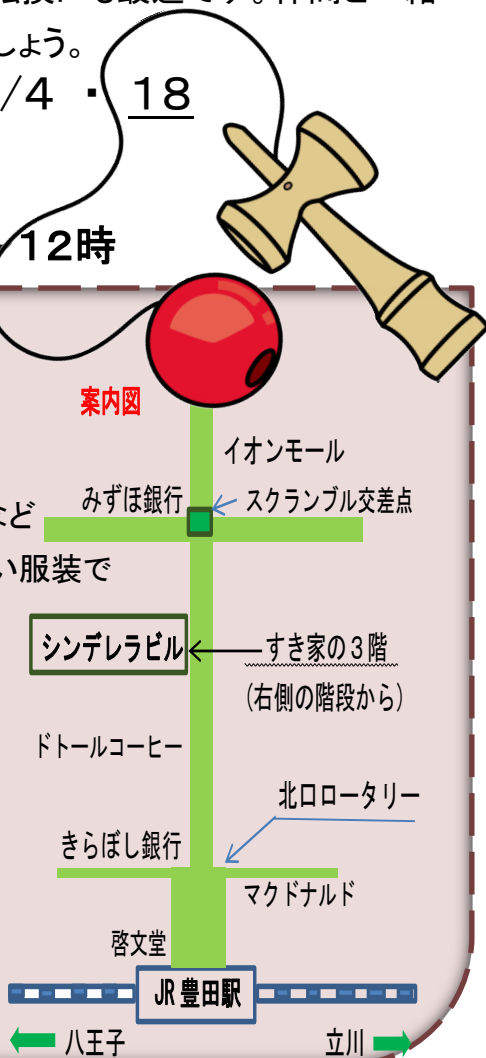 しょう。
/4 ・ 18
12時
案内図
イオンモール
みずほ銀行
スクランブル交差点
など
い服装で
シンデレラビル
すき家の3階
(右側の階段から)
ドトールコーヒー
北口ロータリー
きらぼし銀行
マクドナルド
啓文堂
JR 豊田駅
八王子
立川